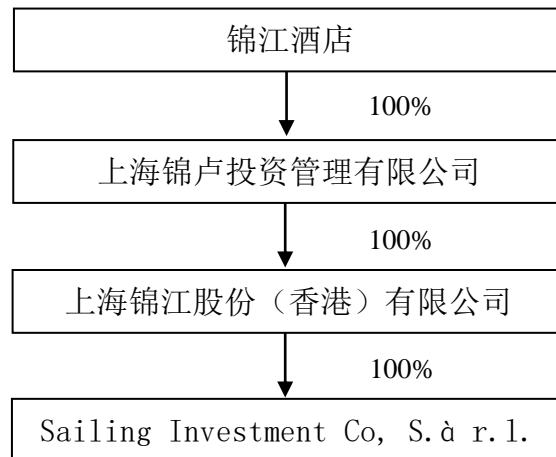 锦江酒店
100%
上海锦卢投资管理有限公司
100%
上海锦江股份（香港）有限公司
100%
Sailing Investment Co, S.à r.l.